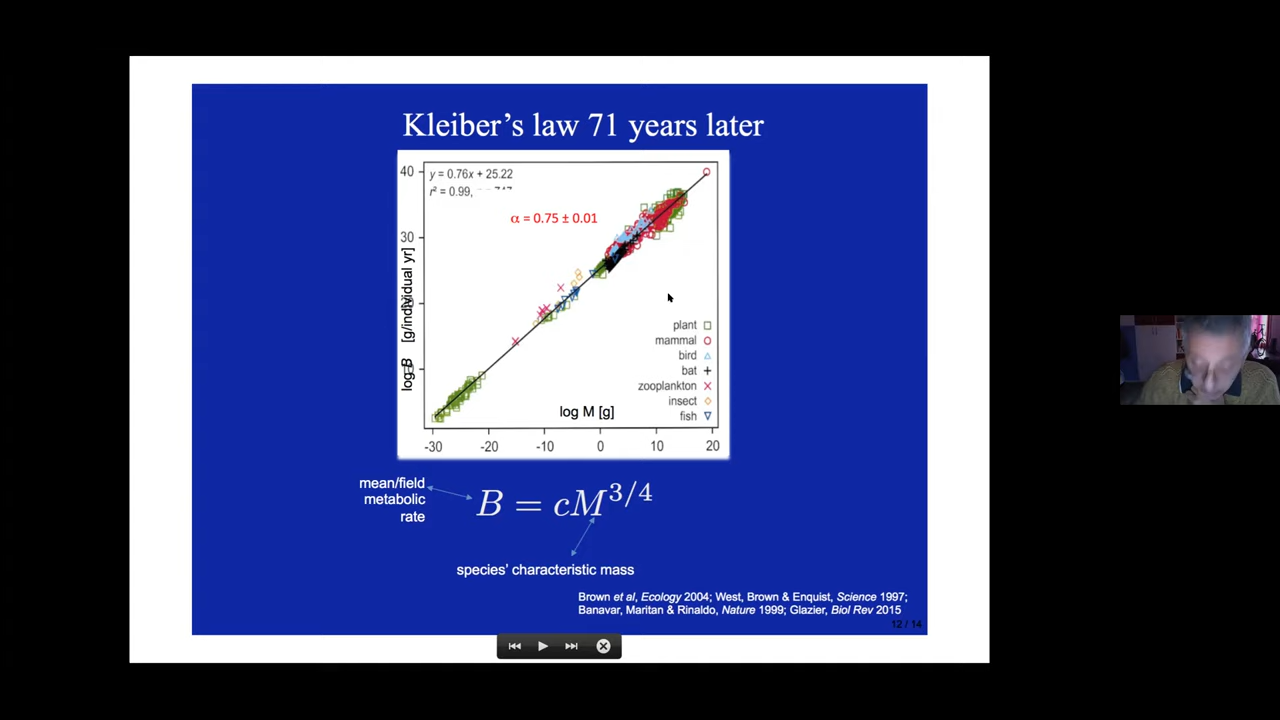 Kleiber's law 71 years later
y = 0.76x + 25.22
r² = 0.99,
α = 0.75 ± 0.01
40
30
20
log B [g/individual yr)
plant
mammal
bird
bat
zooplankton
insect
fish
log M [g]
-30 -20 -10 0 10 20
mean/field
metabolic
rate
B = cM^3/4
species' characteristic mass
Brown et al, Ecology 2004; West, Brown & Enquist, Science 1997;
Banavar, Maritan & Rinaldo, Nature 1999; Glazier, Biol Rev 2015
12 / 14